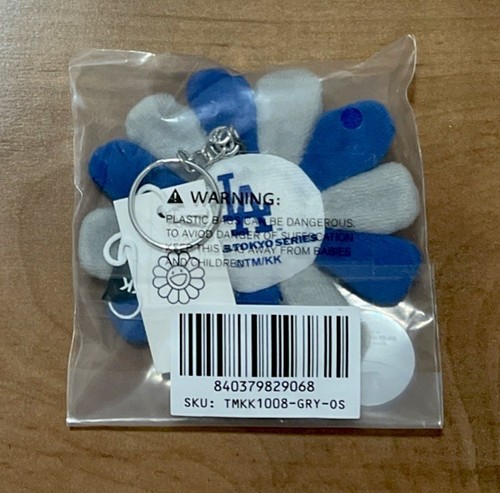 WARNING:
PLASTIC BAGS CAN BE DANGEROUS.
TO AVIOD DANGER OF SUFFOCATION
KEEP THIS BAG AWAY FROM BABIES
AND CHILDREN
LA
TOKYO SERIES
TM/KK
840379829068
SKU: TMKK1008-GRY-OS